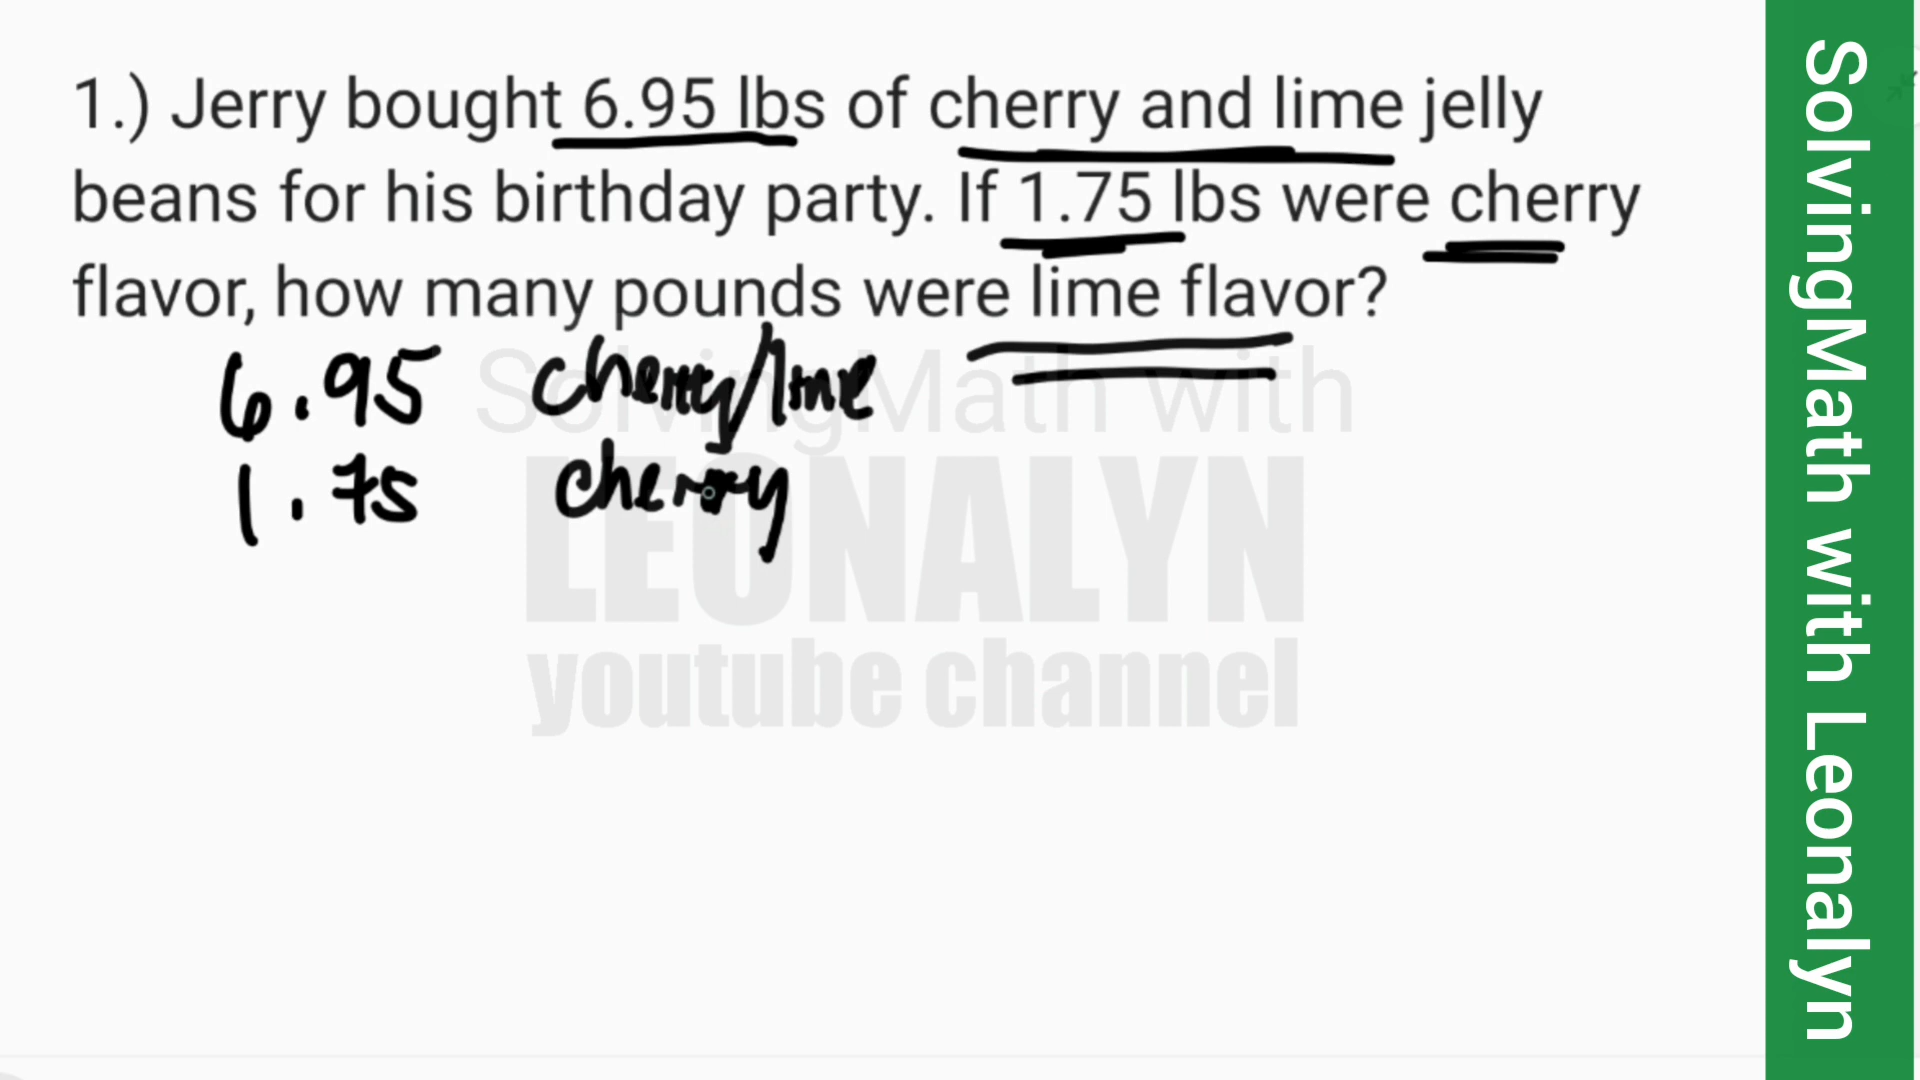 1.) Jerry bought 6.95 lbs of cherry and lime jelly
beans for his birthday party. If 1.75 lbs were cherry
flavor, how many pounds were lime flavor?
6.95 cherry/lime
1.75 cherry
SolvingMath with
LEONALYN
youtube channel
SolvingMath with Leonalyn